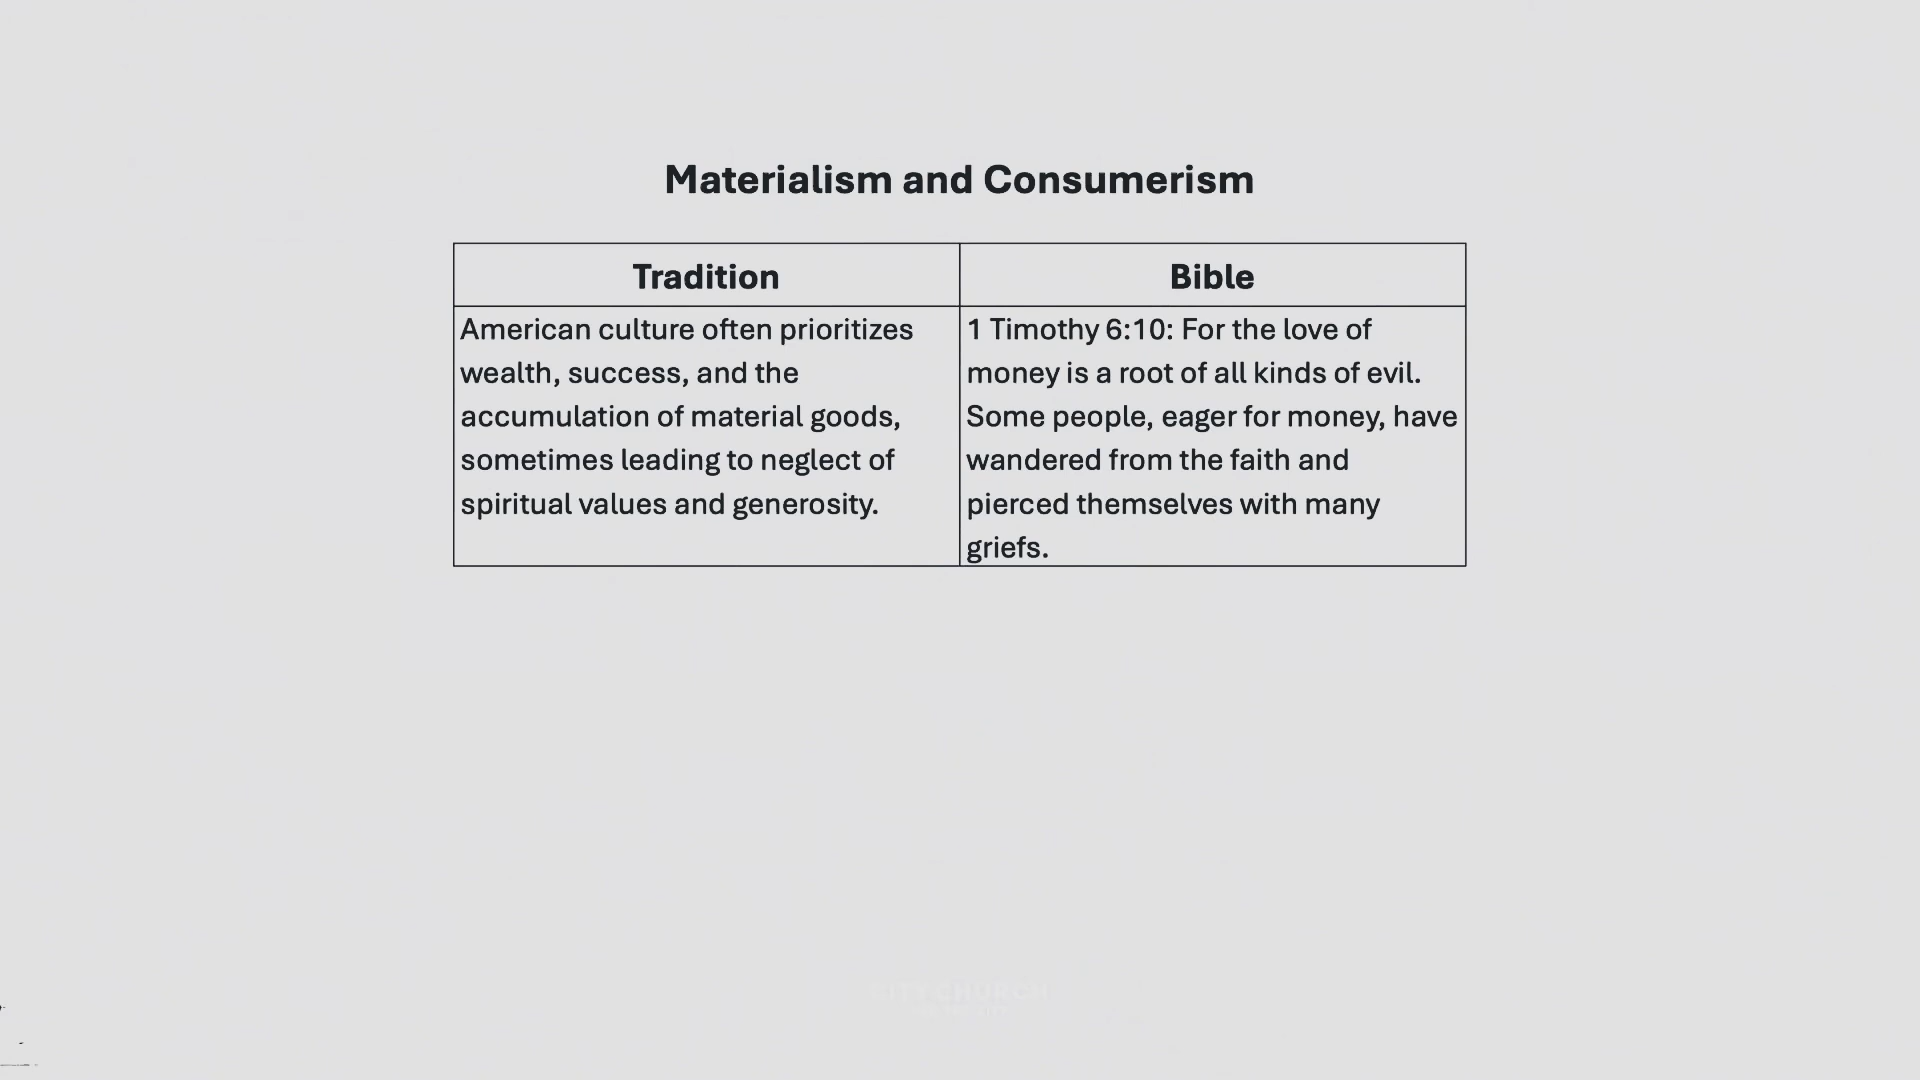 Materialism and Consumerism
Tradition
Bible
American culture often prioritizes
wealth, success, and the
accumulation of material goods,
sometimes leading to neglect of
spiritual values and generosity.
1 Timothy 6:10: For the love of
money is a root of all kinds of evil.
Some people, eager for money, have
wandered from the faith and
pierced themselves with many
griefs.
CITY CHURCH